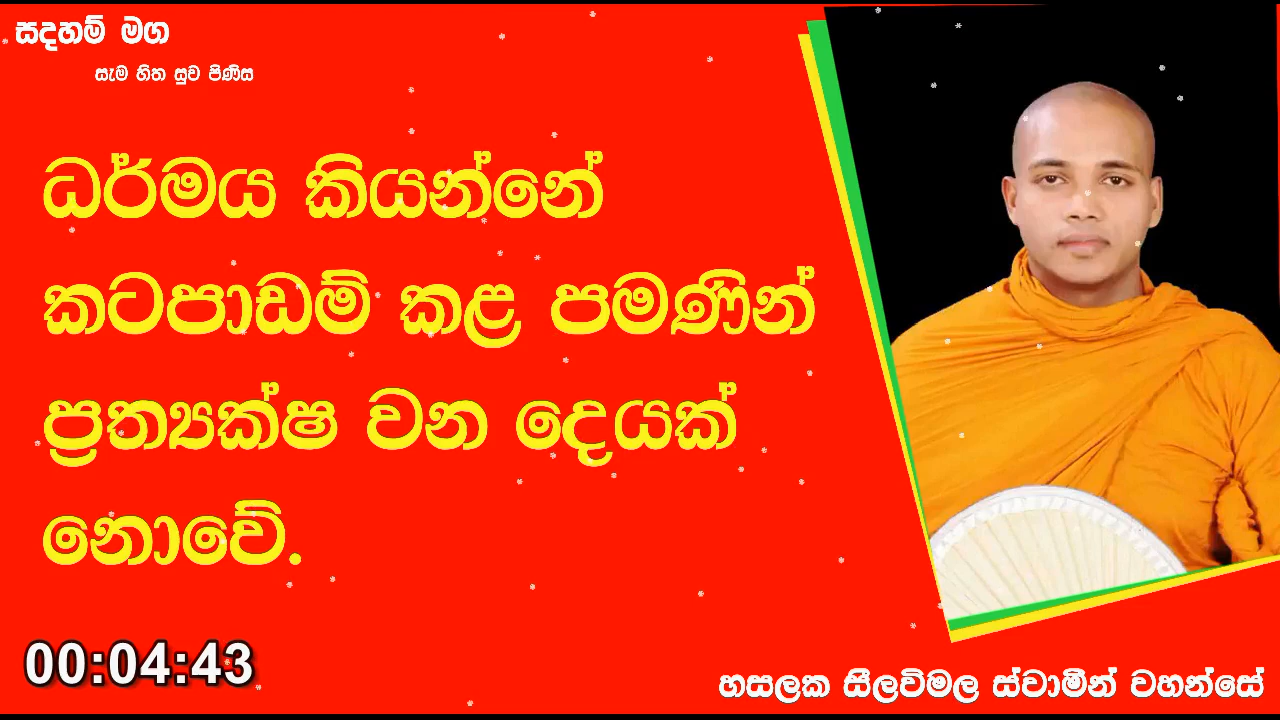 සදහම් මග
සැම හිත සුව පිණිස
ධර්මය කියන්නේ
කටපාඩම් කළ පමණින්
ප්‍රත්‍යක්ෂ වන දෙයක්
නොවේ.
00:04:43
හසලක සීලවිමල ස්වාමීන් වහන්සේ